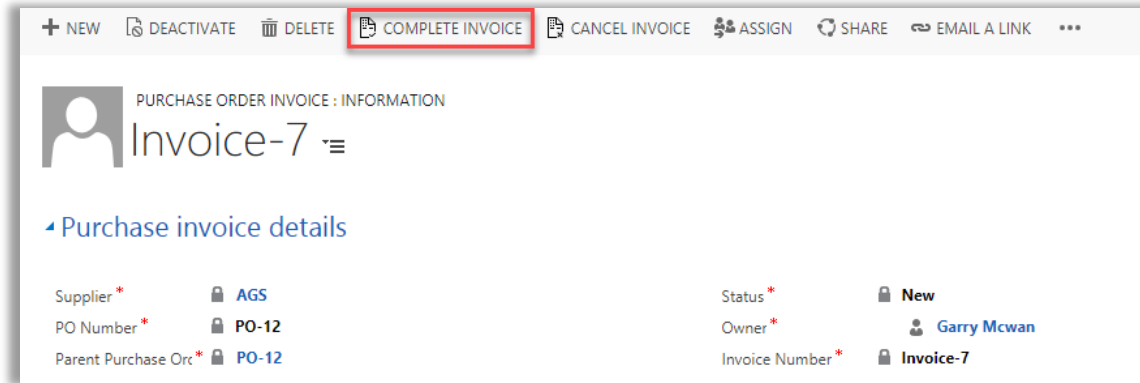 NEW DEACTIVATE DELETE COMPLETE INVOICE CANCEL INVOICE ASSIGN SHARE EMAIL A LINK •••
PURCHASE ORDER INVOICE : INFORMATION
Invoice-7
Purchase invoice details
Supplier* AGS Status* New
PO Number* PO-12 Owner* Garry Mcwan
Parent Purchase Orc* PO-12 Invoice Number* Invoice-7